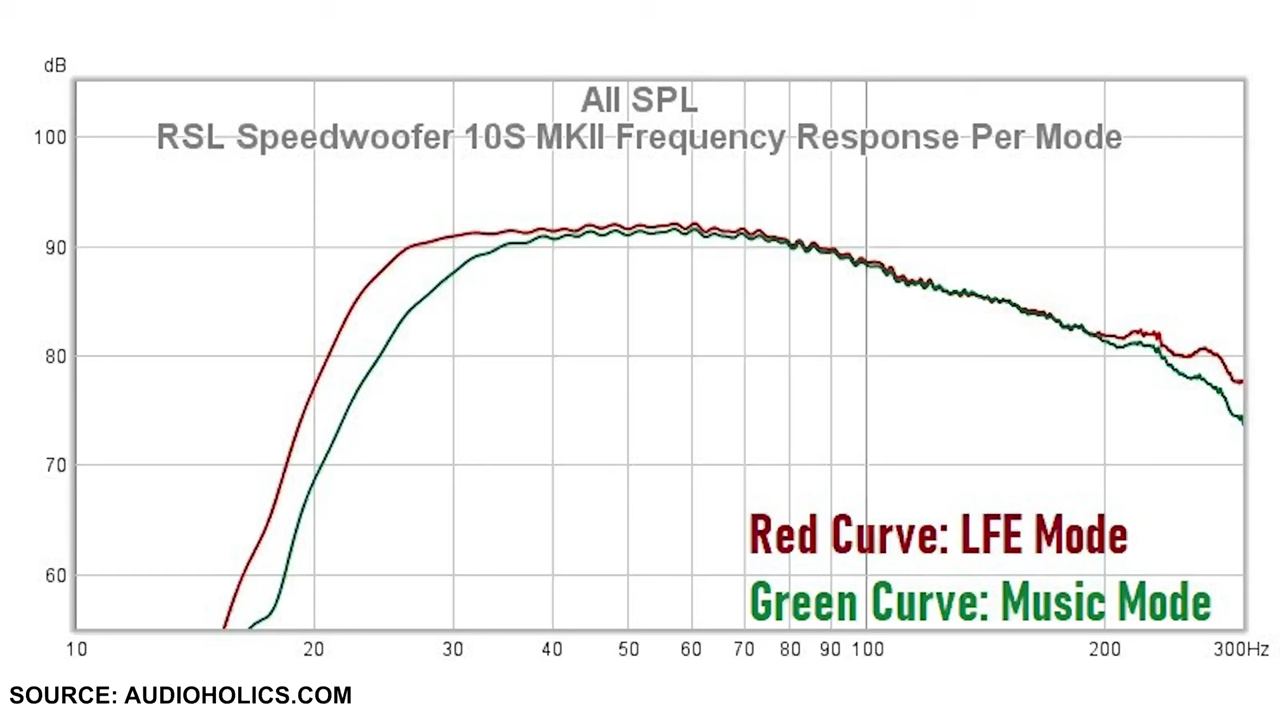 dB
All SPL
100
RSL Speedwoofer 10S MKII Frequency Response Per Mode
90
80
70
Red Curve: LFE Mode
60
Green Curve: Music Mode
10 20 30 40 50 60 70 80 90 100 200 300Hz
SOURCE: AUDIOHOLICS.COM